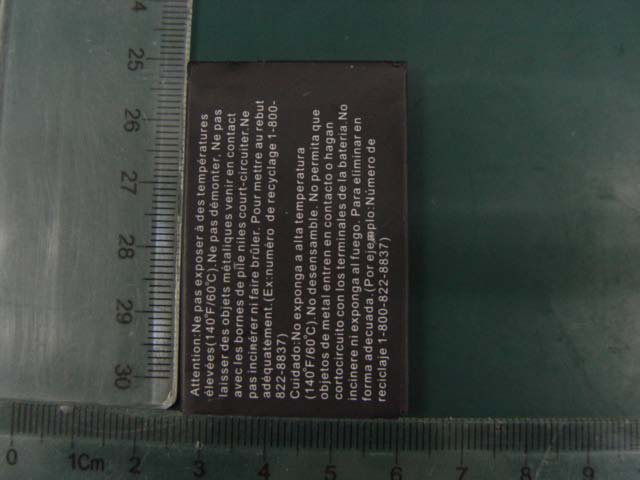 Attention:Ne pas exposer à des températures
élevées(140°F/60°C).Ne pas démonter, Ne pas
laisser des objets métaliques venir en contact
avec les bornes de pile niles court-circuiter.Ne
pas incinérer ni faire brûler. Pour mettre au rebut
adéquatement.(Ex:numéro de recyclage 1-800-
822-8837)
Cuidado:No exponga a alta temperatura
(140°F/60°C).No desensamble. No permita que
objetos de metal entren en contacto o hagan
cortocircuito con los terminales de la bateria.No
incinere ni exponga al fuego. Para eliminar en
forma adecuada.(Por ejemplo:Número de
reciclaje 1-800-822-8837)
24
25
26
27
28
29
30
0 1Cm 2 3 4 5 6 7 8 9